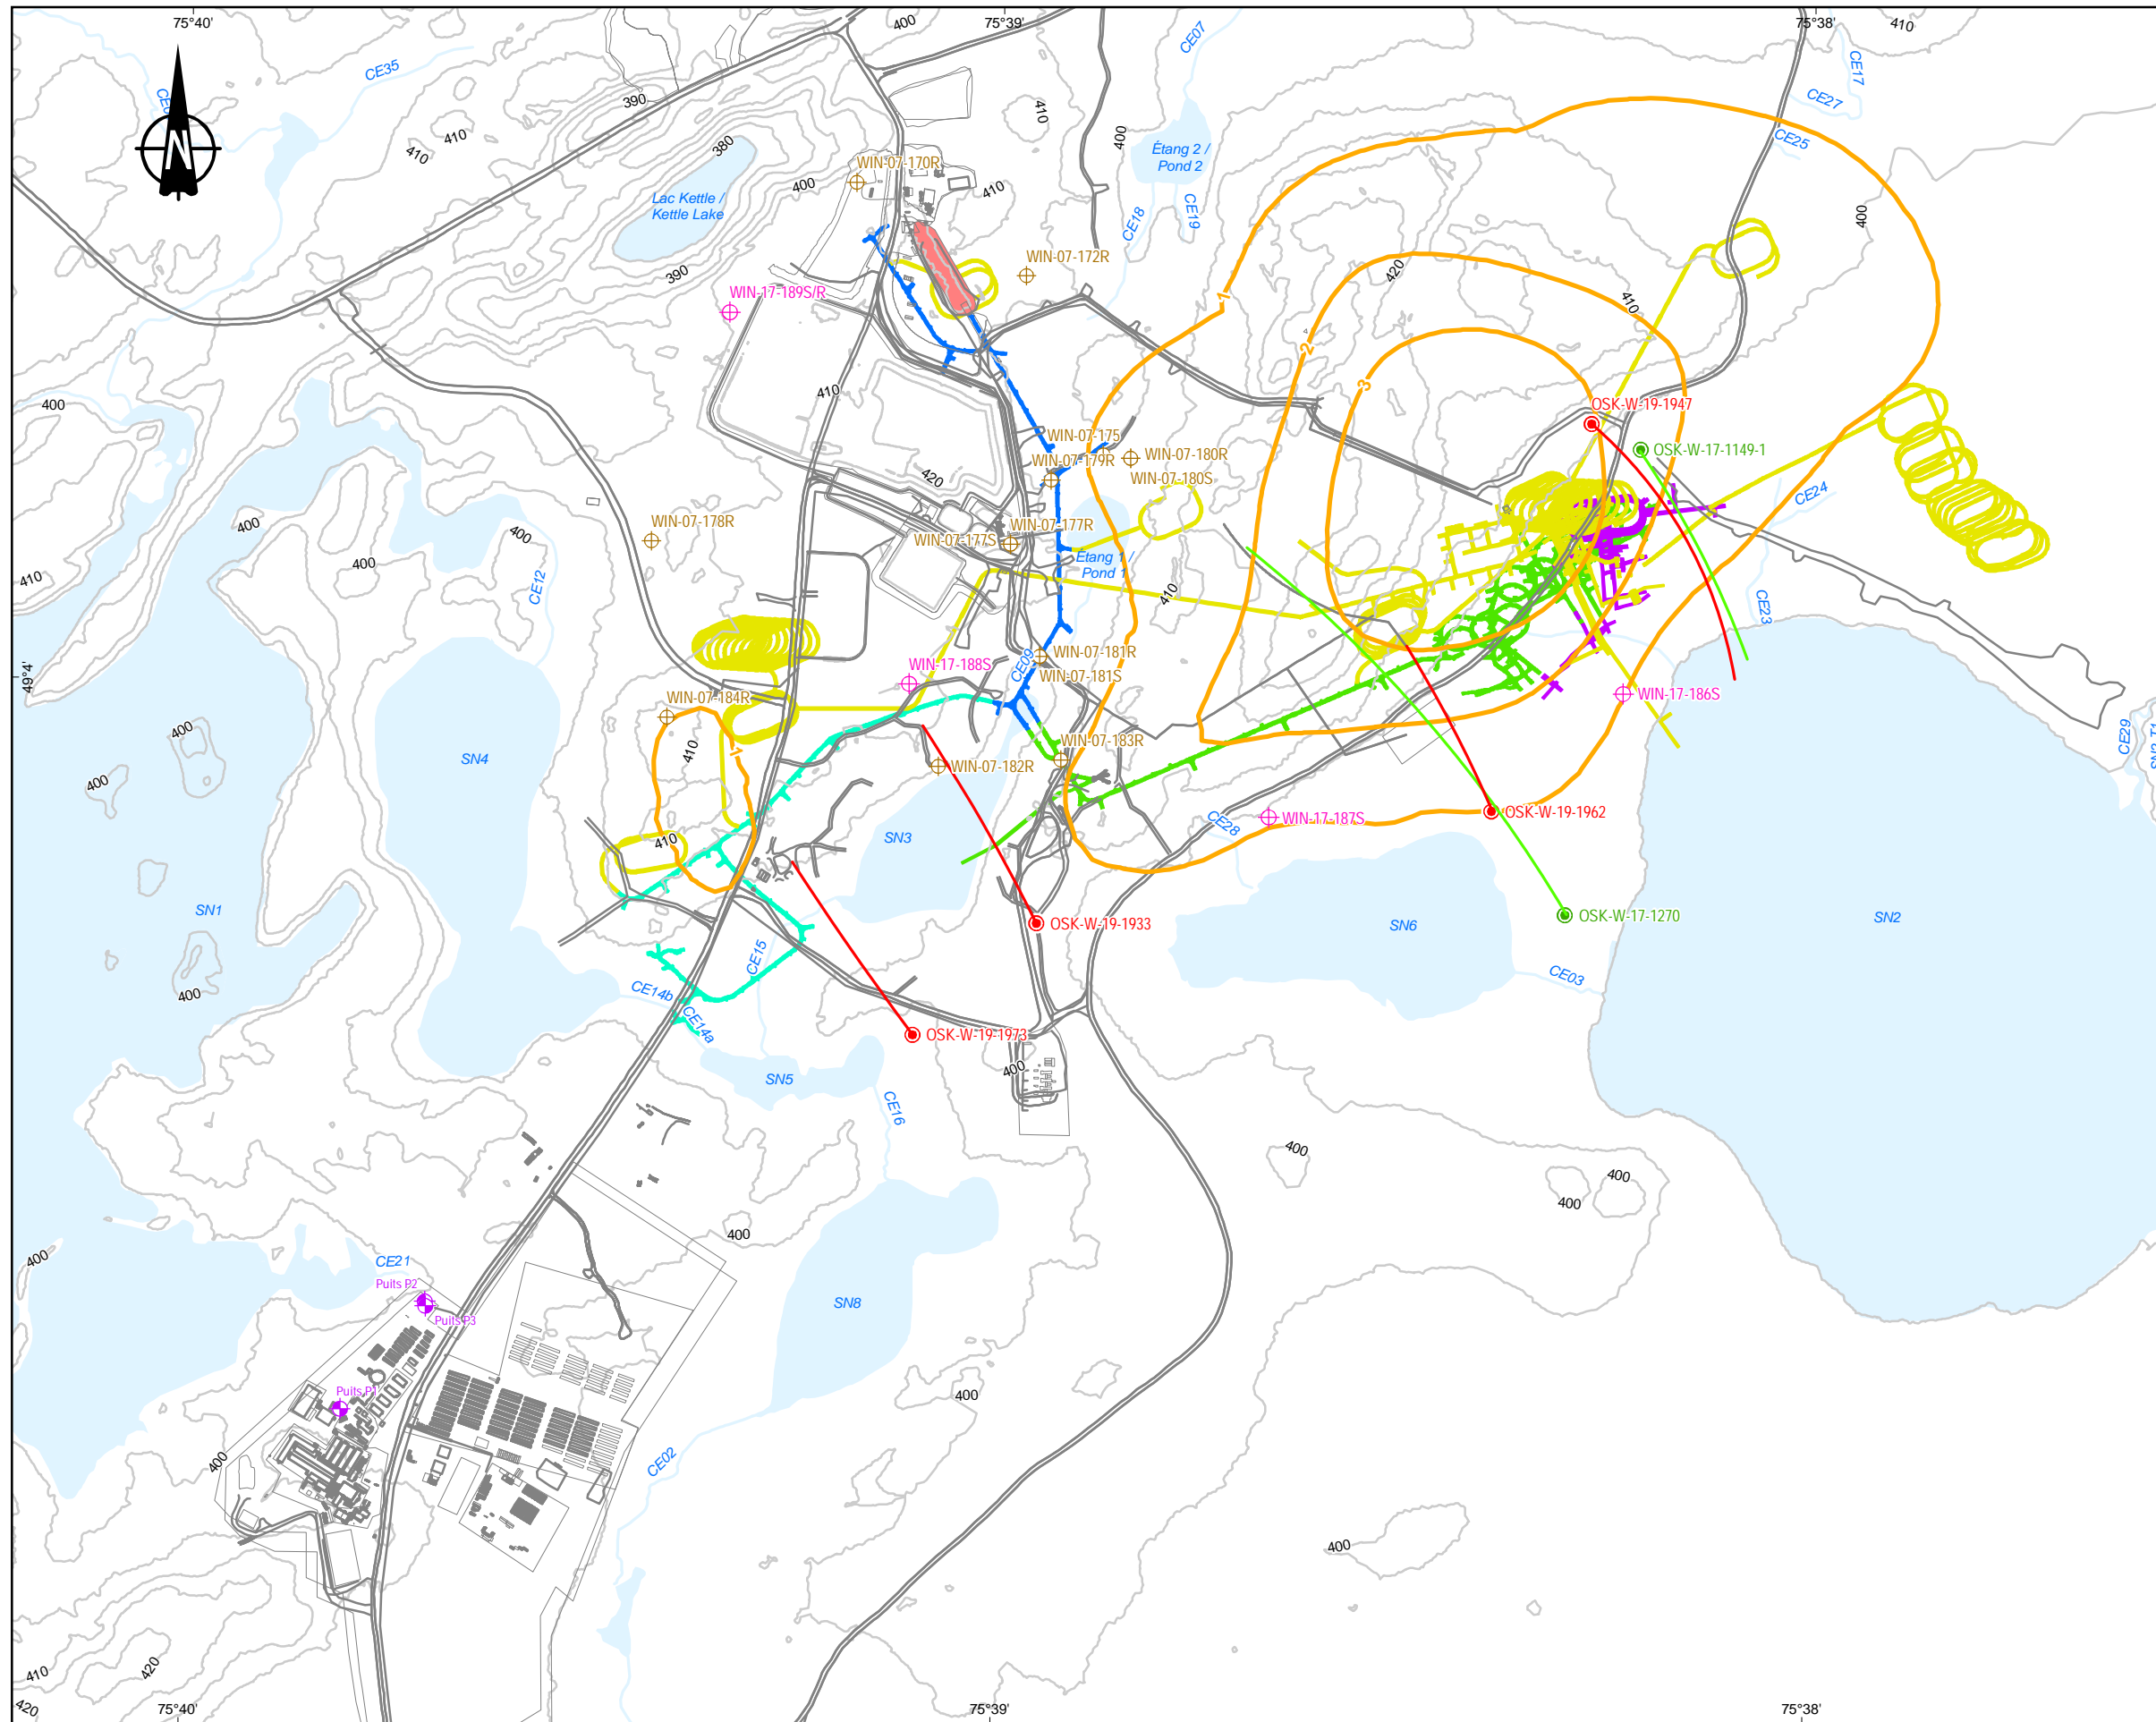 75°40'
400
75°39'
75°38'
410
CE07
CE35
CE17
CE27
390
410
410
400
CE25
410
380
Étang 2 /
Pond 2
N
WIN-07-170R
400
410
Lac Kettle /
Kettle Lake
CE18
CE19
400
WIN-07-172R
390
420
WIN-17-189S/R
1
410
2
3
410
400
OSK-W-19-1947
WIN-07-175
OSK-W-17-1149-1
WIN-07-180R
WIN-07-179R
WIN-07-180S
420
CE24
400
WIN-07-178R
WIN-07-177R
400
WIN-07-177S
400
Étang 1 /
Pond 1
410
CE12
410
CE23
49°4'
WIN-17-188S
CE09
WIN-07-181R
WIN-07-181S
WIN-17-186S
WIN-07-184R
400
410
1
WIN-07-183R
CE29
SN4
WIN-07-182R
400
OSK-W-19-1962
WIN-17-187S
CE28
SN3
410
SN1
OSK-W-17-1270
SN2
OSK-W-19-1933
SN6
CE15
CE03
CE14b
400
CE14a
OSK-W-19-1973
400
SN5
CE16
400
400
400
400
400
CE21
Puits P2
SN8
Puits P3
Puits P1
400
400
CE02
400
410
420
420
75°40'
75°39'
75°38'